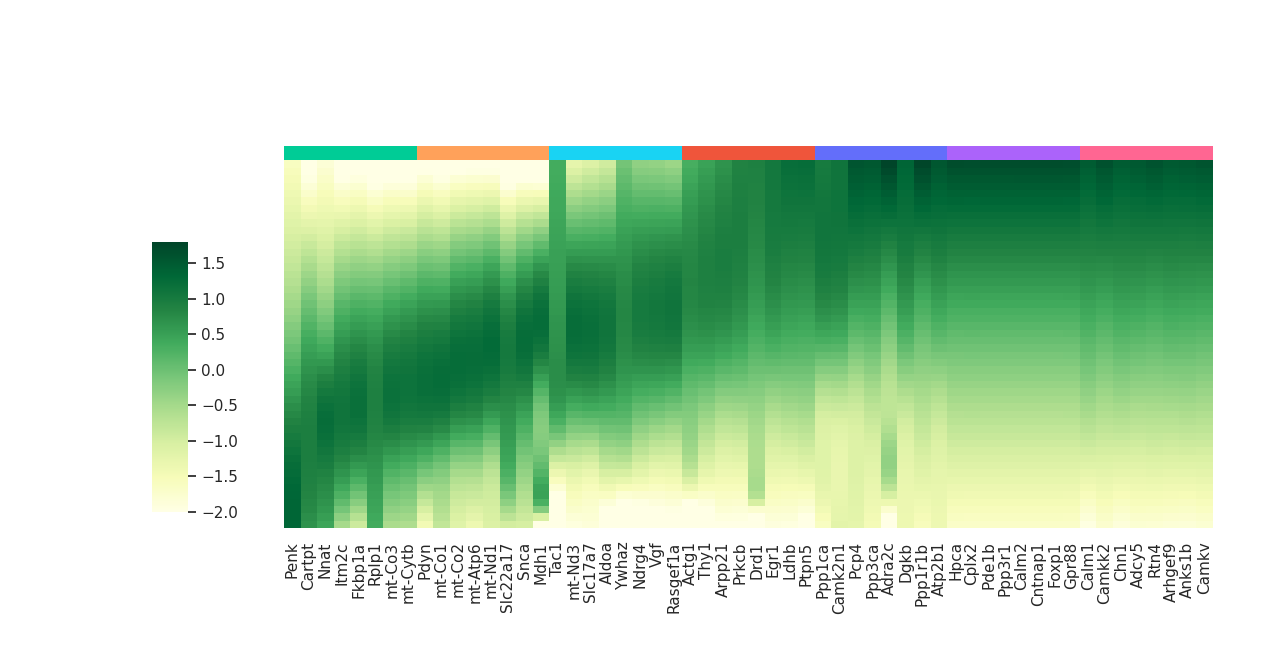 1.5
1.0
0.5
0.0
−0.5
−1.0
−1.5
−2.0
Penk
Cartpt
Nnat
Itm2c
Fkbp1a
Rplp1
mt-Co3
mt-Cytb
Pdyn
mt-Co1
mt-Co2
mt-Atp6
mt-Nd1
Slc22a17
Snca
Mdh1
Tac1
mt-Nd3
Slc17a7
Aldoa
Ywhaz
Ndrg4
Vgf
Rasgef1a
Actg1
Thy1
Arpp21
Prkcb
Drd1
Egr1
Ldhb
Ptpn5
Ppp1ca
Camk2n1
Pcp4
Ppp3ca
Adra2c
Dgkb
Ppp1r1b
Atp2b1
Hpca
Cplx2
Pde1b
Ppp3r1
Calm2
Cntnap1
Foxp1
Gpr88
Calm1
Camkk2
Chn1
Adcy5
Rtn4
Arhgef9
Anks1b
Camkv